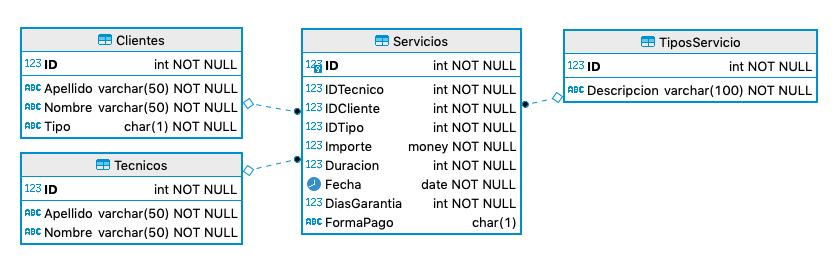 Clientes
123 ID int NOT NULL
ABC Apellido varchar(50) NOT NULL
ABC Nombre varchar(50) NOT NULL
ABC Tipo char(1) NOT NULL
Tecnicos
123 ID int NOT NULL
ABC Apellido varchar(50) NOT NULL
ABC Nombre varchar(50) NOT NULL
Servicios
123 ID int NOT NULL
123 IDTecnico int NOT NULL
123 IDCliente int NOT NULL
123 IDTipo int NOT NULL
123 Importe money NOT NULL
123 Duracion int NOT NULL
Fecha date NOT NULL
123 DiasGarantia int NOT NULL
ABC FormaPago char(1)
TiposServicio
123 ID int NOT NULL
ABC Descripcion varchar(100) NOT NULL